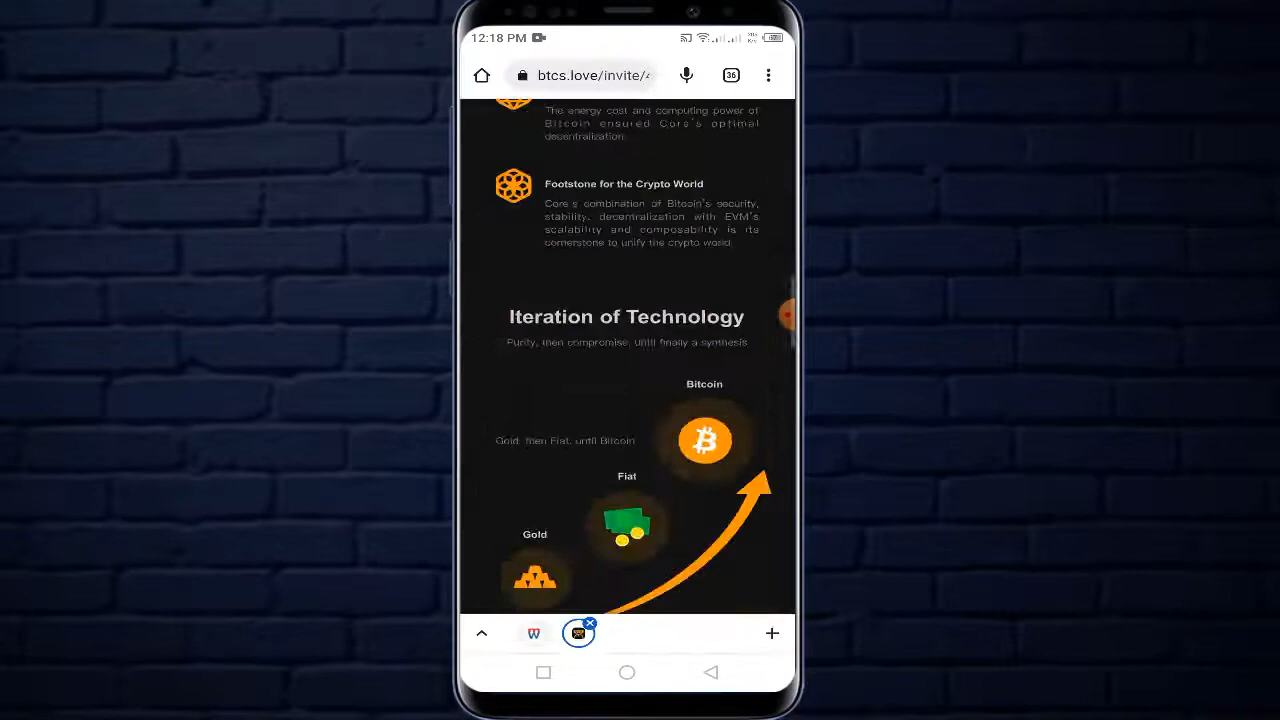 12:18 PM
btcs.love/invite/4
36
The energy cost and computing power of
Bitcoin ensured Core's optimal
decentralization.
Footstone for the Crypto World
Core's combination of Bitcoin's security,
stability, decentralization with EVM's
scalability and composability is its
cornerstone to unify the crypto world.
Iteration of Technology
Purity, then compromise, until finally a synthesis
Bitcoin
Gold, then Fiat, until Bitcoin
Fiat
Gold